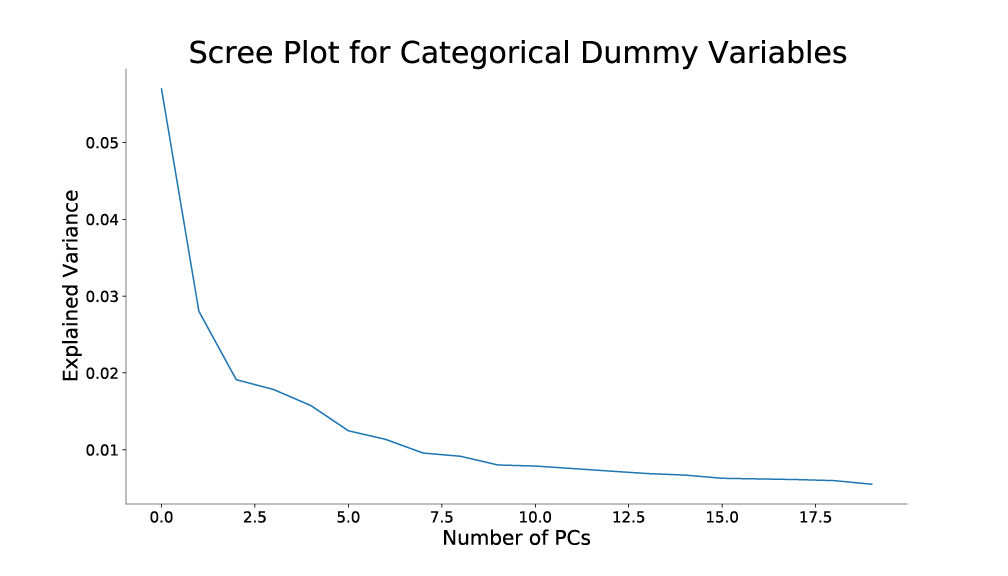 Scree Plot for Categorical Dummy Variables
Explained Variance
0.05
0.04
0.03
0.02
0.01
0.0 2.5 5.0 7.5 10.0 12.5 15.0 17.5
Number of PCs